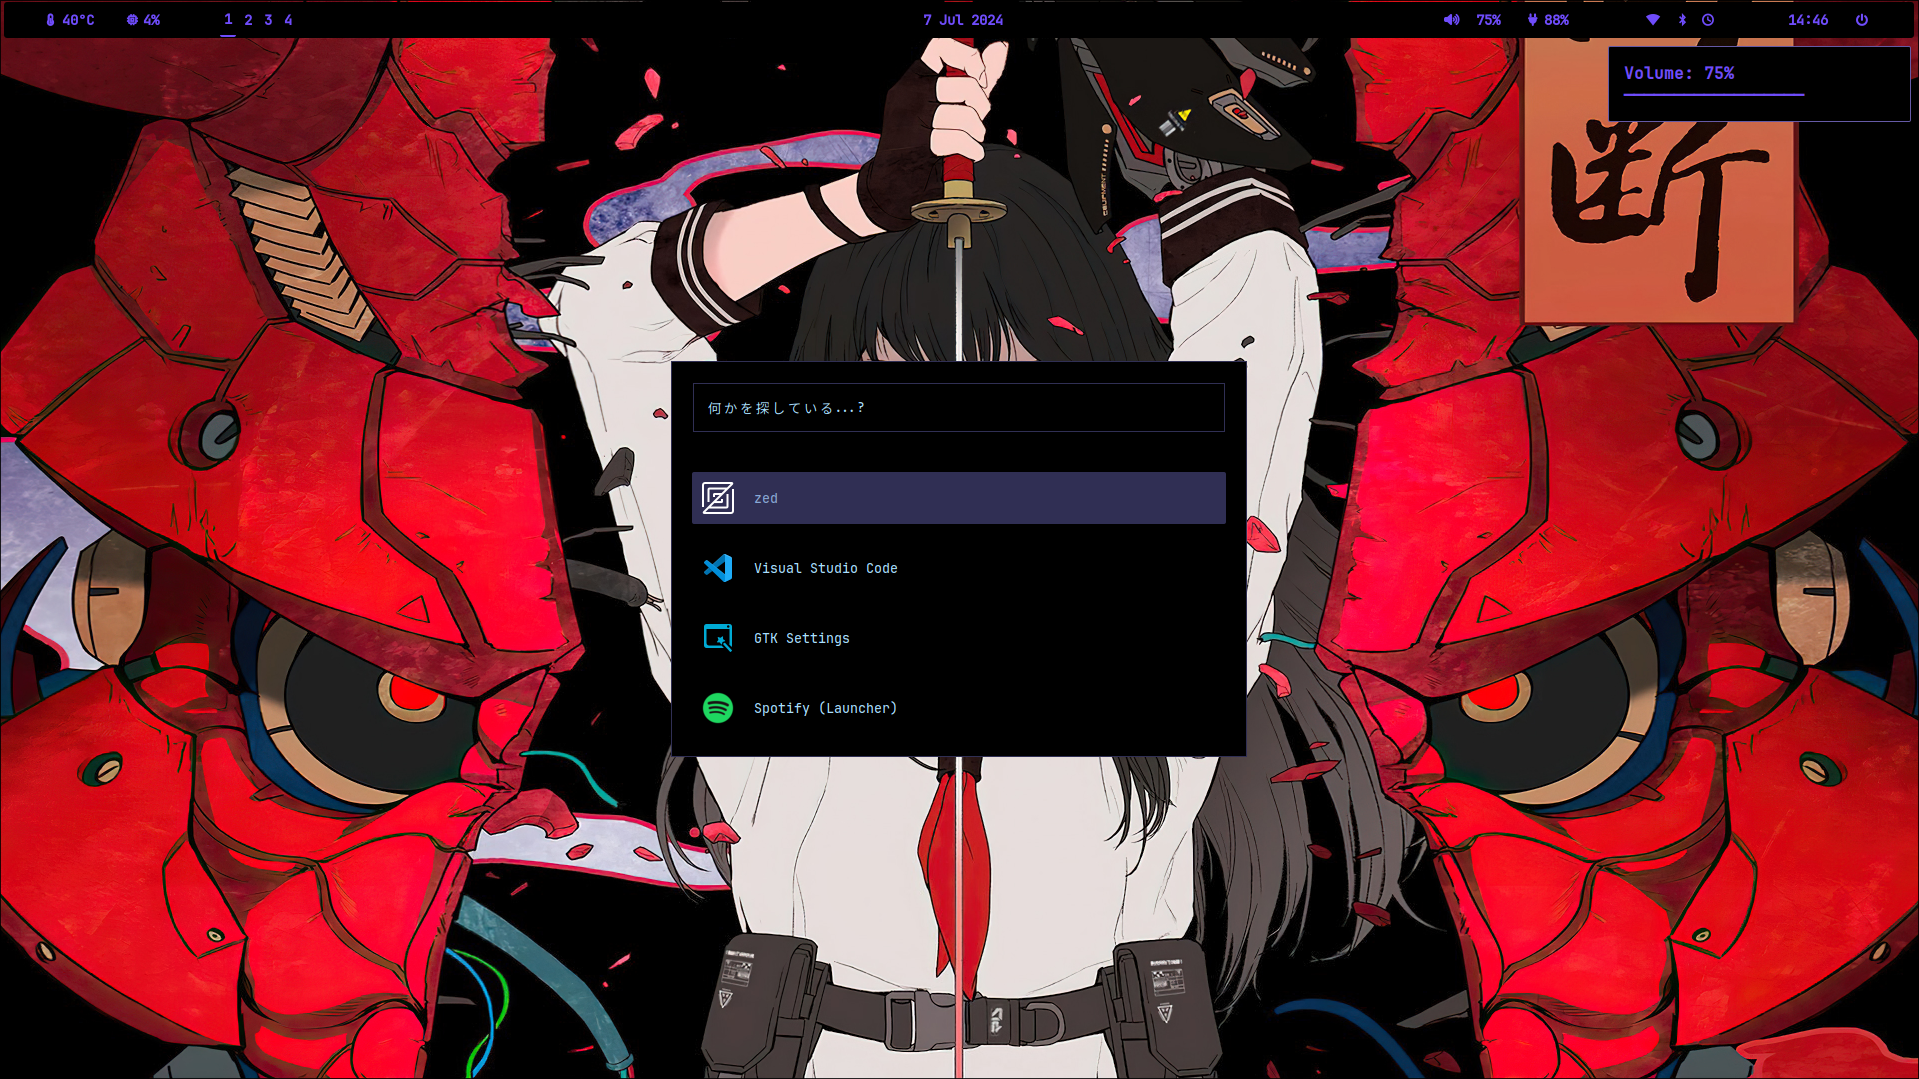 40°C 4% 1 2 3 4 7 Jul 2024 75% 88% 14:46
Volume: 75%
断
何かを探している...?
zed
Visual Studio Code
GTK Settings
Spotify (Launcher)